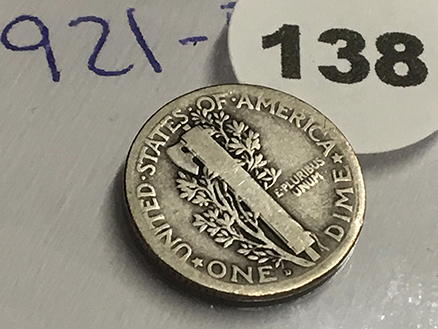 921-
138
UNITED·STATES·OF·AMERICA
E·PLURIBUS
UNUM
★ONE DIME★
D